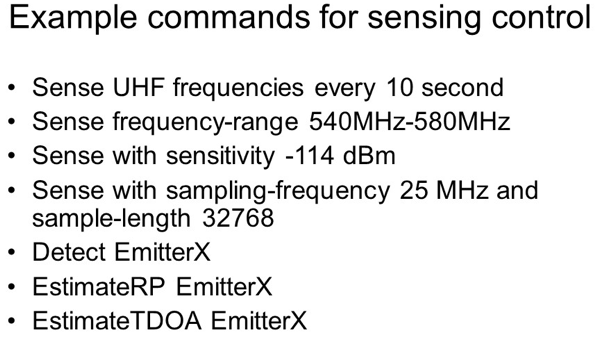 Example commands for sensing control
• Sense UHF frequencies every 10 second
• Sense frequency-range 540MHz-580MHz
• Sense with sensitivity -114 dBm
• Sense with sampling-frequency 25 MHz and
sample-length 32768
• Detect EmitterX
• EstimateRP EmitterX
• EstimateTDOA EmitterX